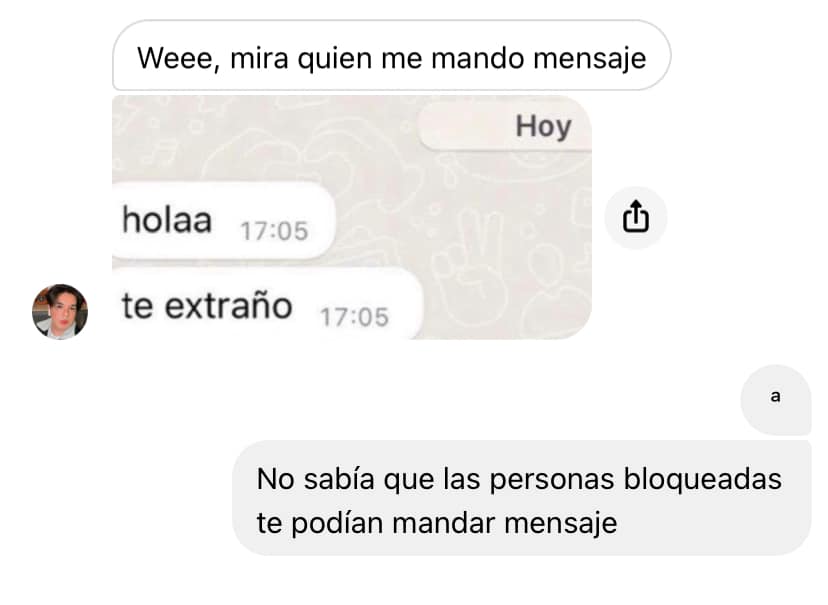 Weee, mira quien me mando mensaje
Hoy
holaa 17:05
te extraño 17:05
a
No sabía que las personas bloqueadas
te podían mandar mensaje